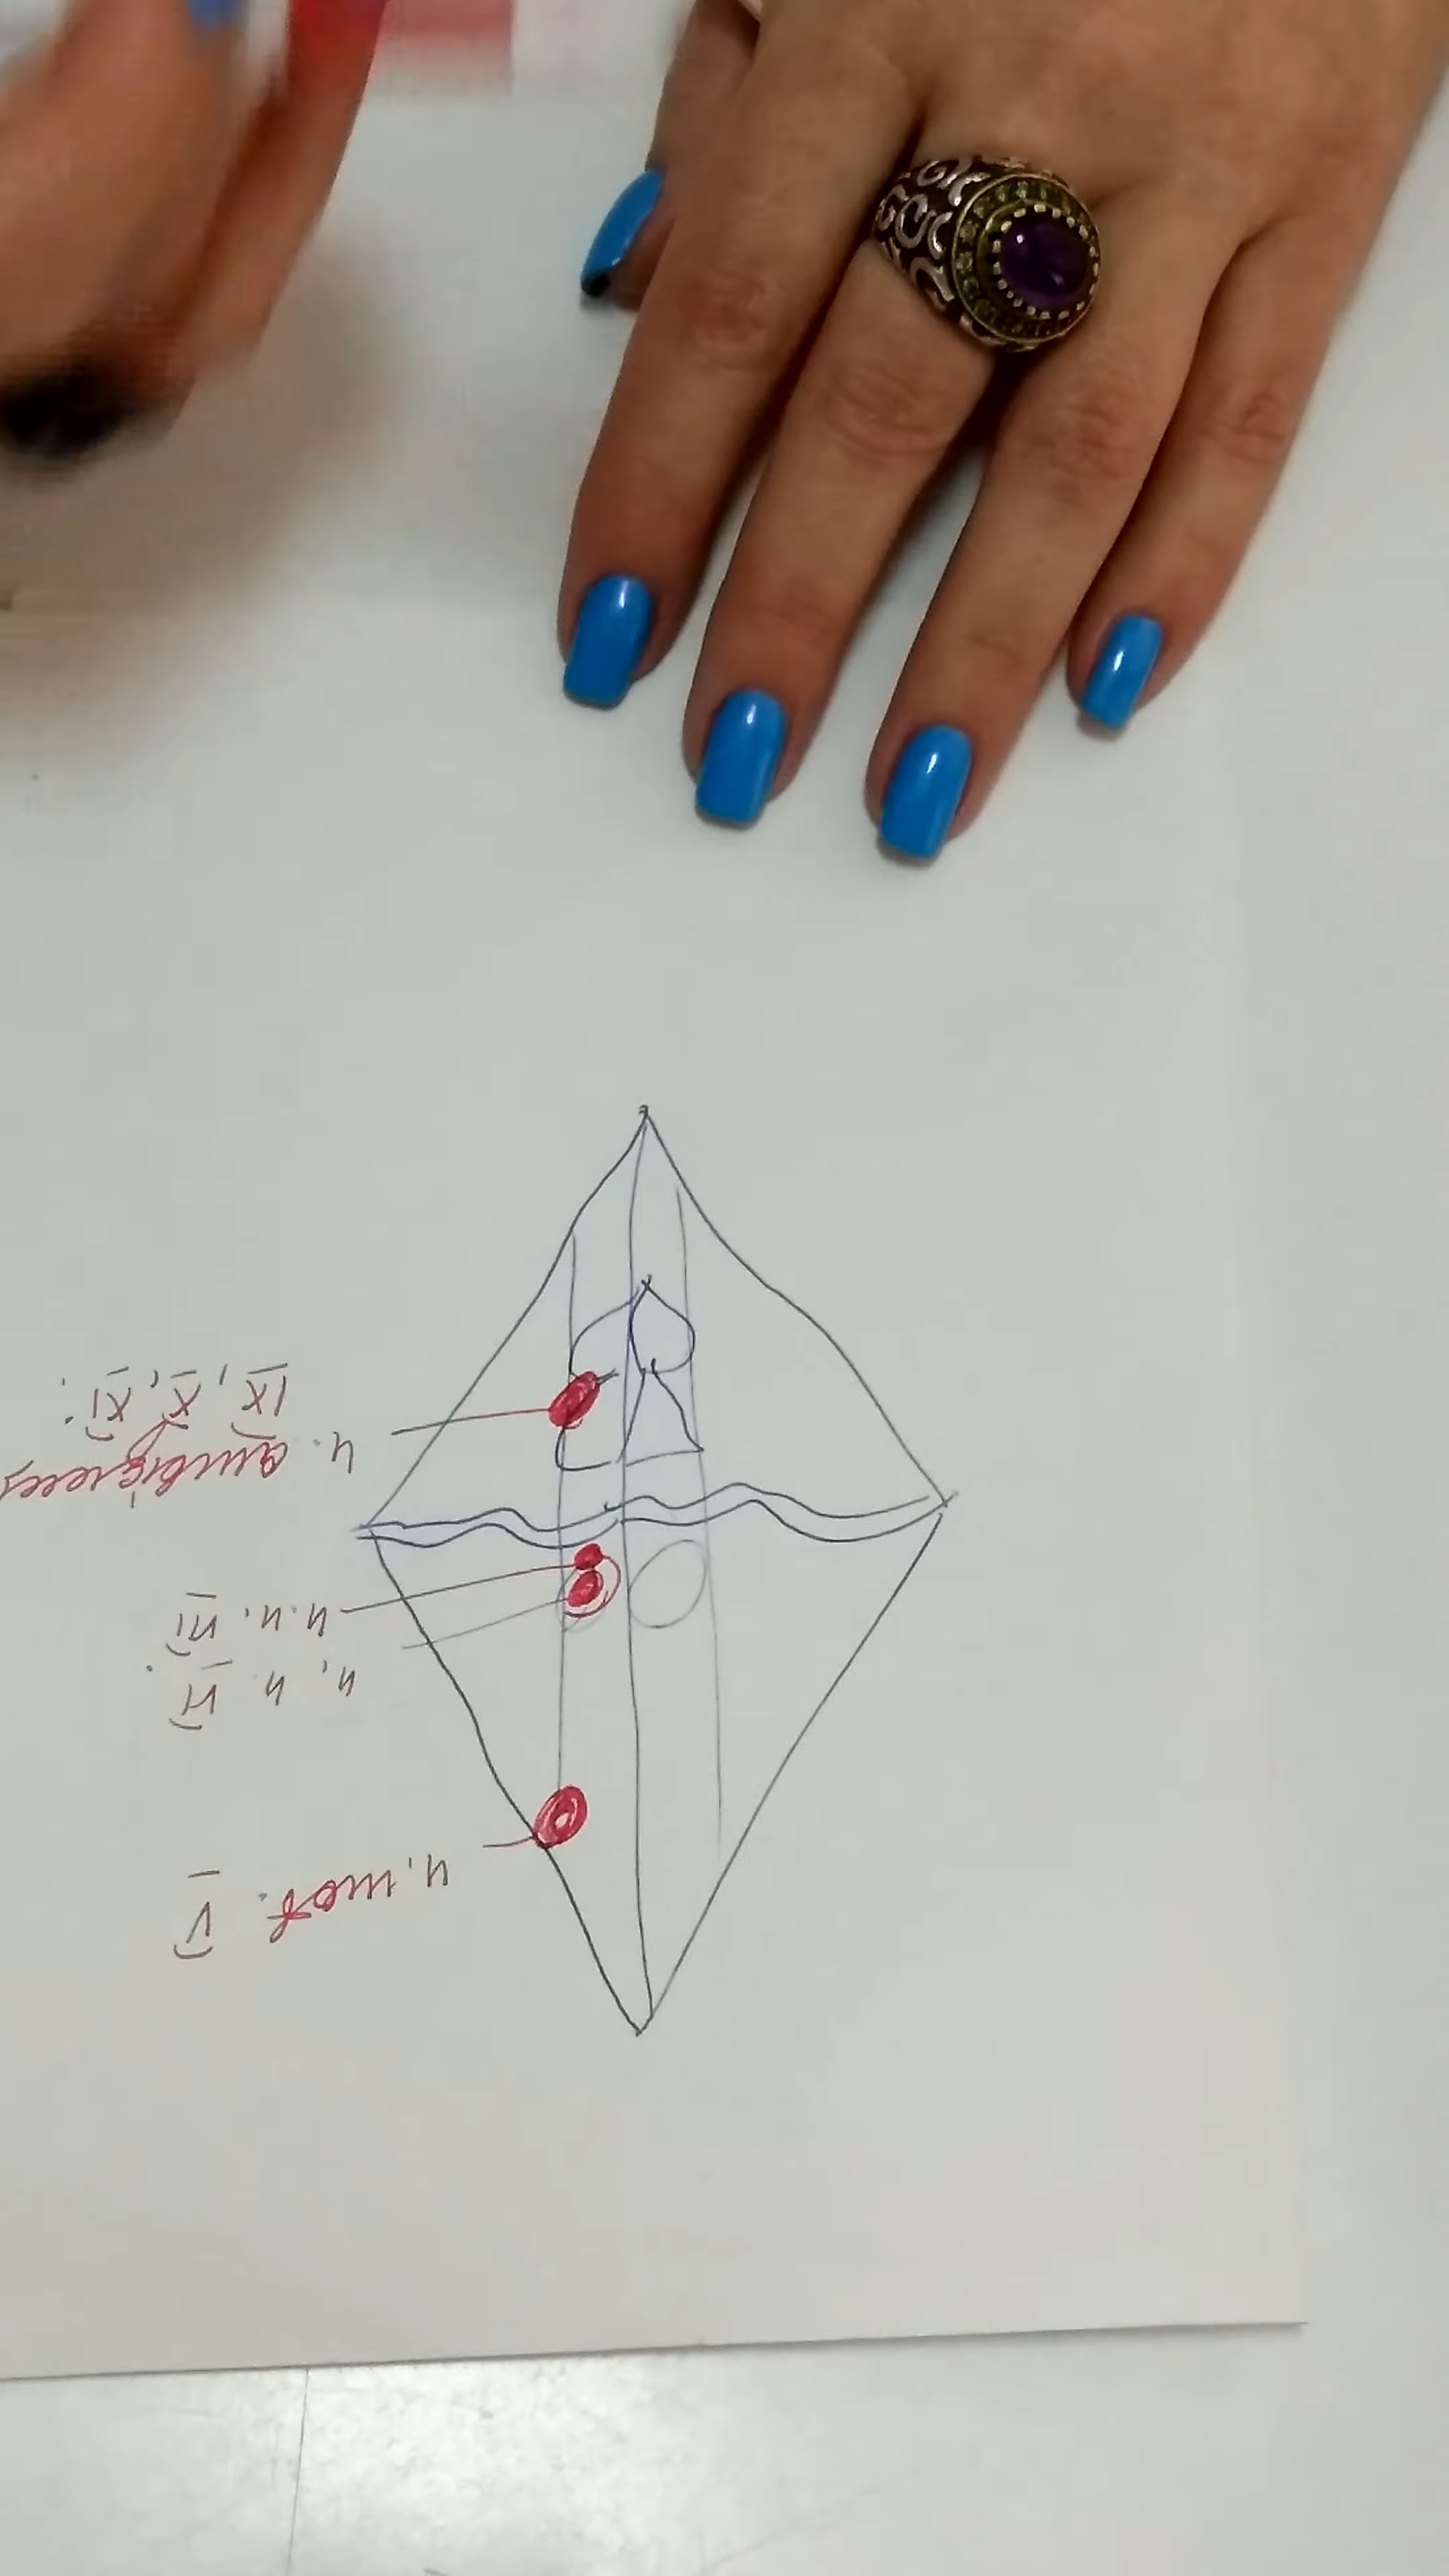 n. mot. V
n. n. VI.
n. n. VII
n. ambiguus
IX, X, XI.